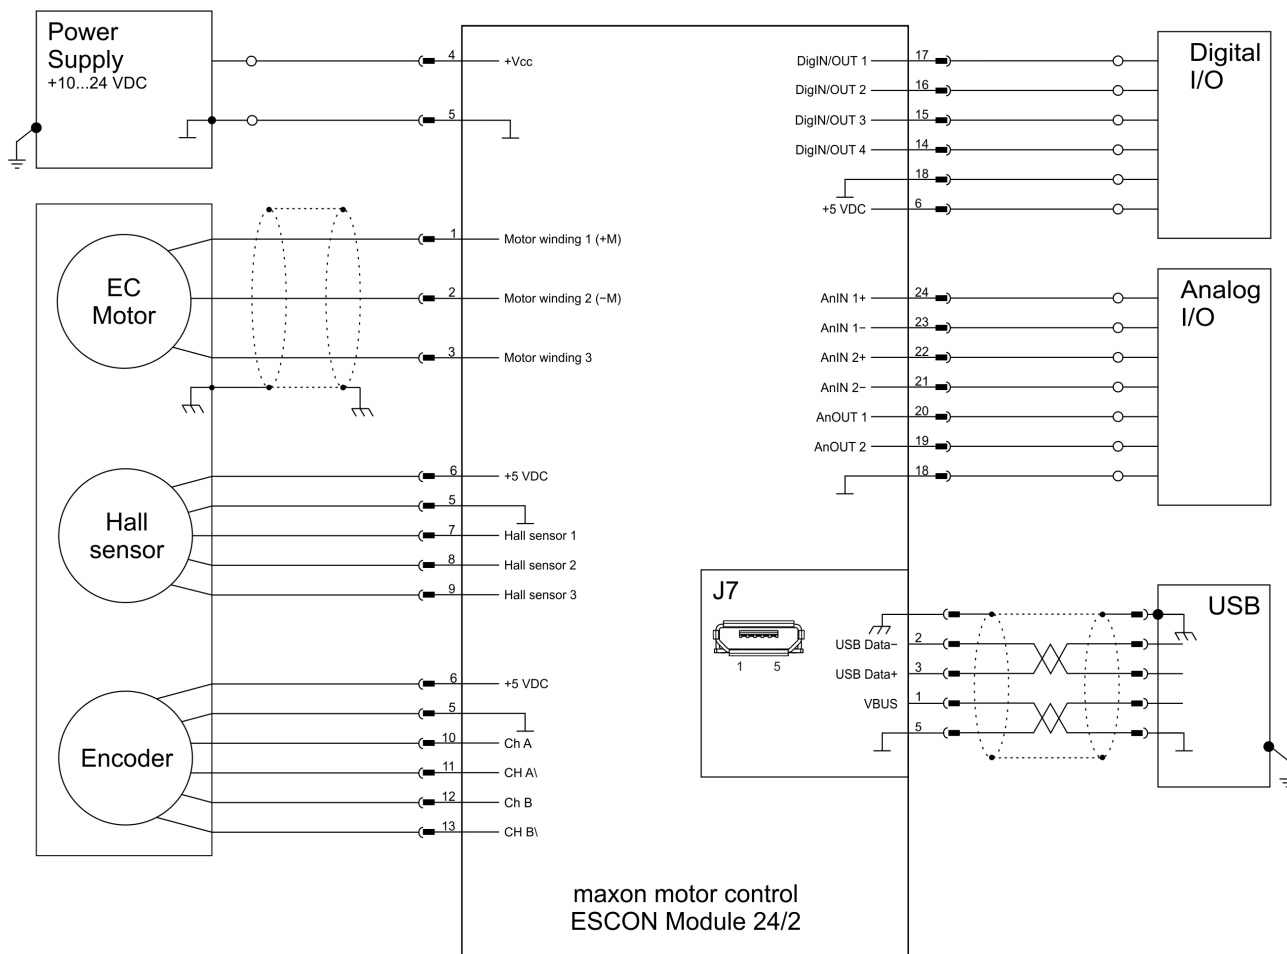 Power
Supply
+10...24 VDC
4
+Vcc
5
EC
Motor
1
Motor winding 1 (+M)
2
Motor winding 2 (−M)
3
Motor winding 3
Hall
sensor
6
+5 VDC
5
7
Hall sensor 1
8
Hall sensor 2
9
Hall sensor 3
Encoder
6
+5 VDC
5
10
Ch A
11
CH A\
12
Ch B
13
CH B\
DigIN/OUT 1
17
DigIN/OUT 2
16
DigIN/OUT 3
15
DigIN/OUT 4
14
18
+5 VDC
6
Digital
I/O
AnIN 1+
24
AnIN 1−
23
AnIN 2+
22
AnIN 2−
21
AnOUT 1
20
AnOUT 2
19
18
Analog
I/O
J7
1 5
USB Data−
2
USB Data+
3
VBUS
1
5
USB
maxon motor control
ESCON Module 24/2